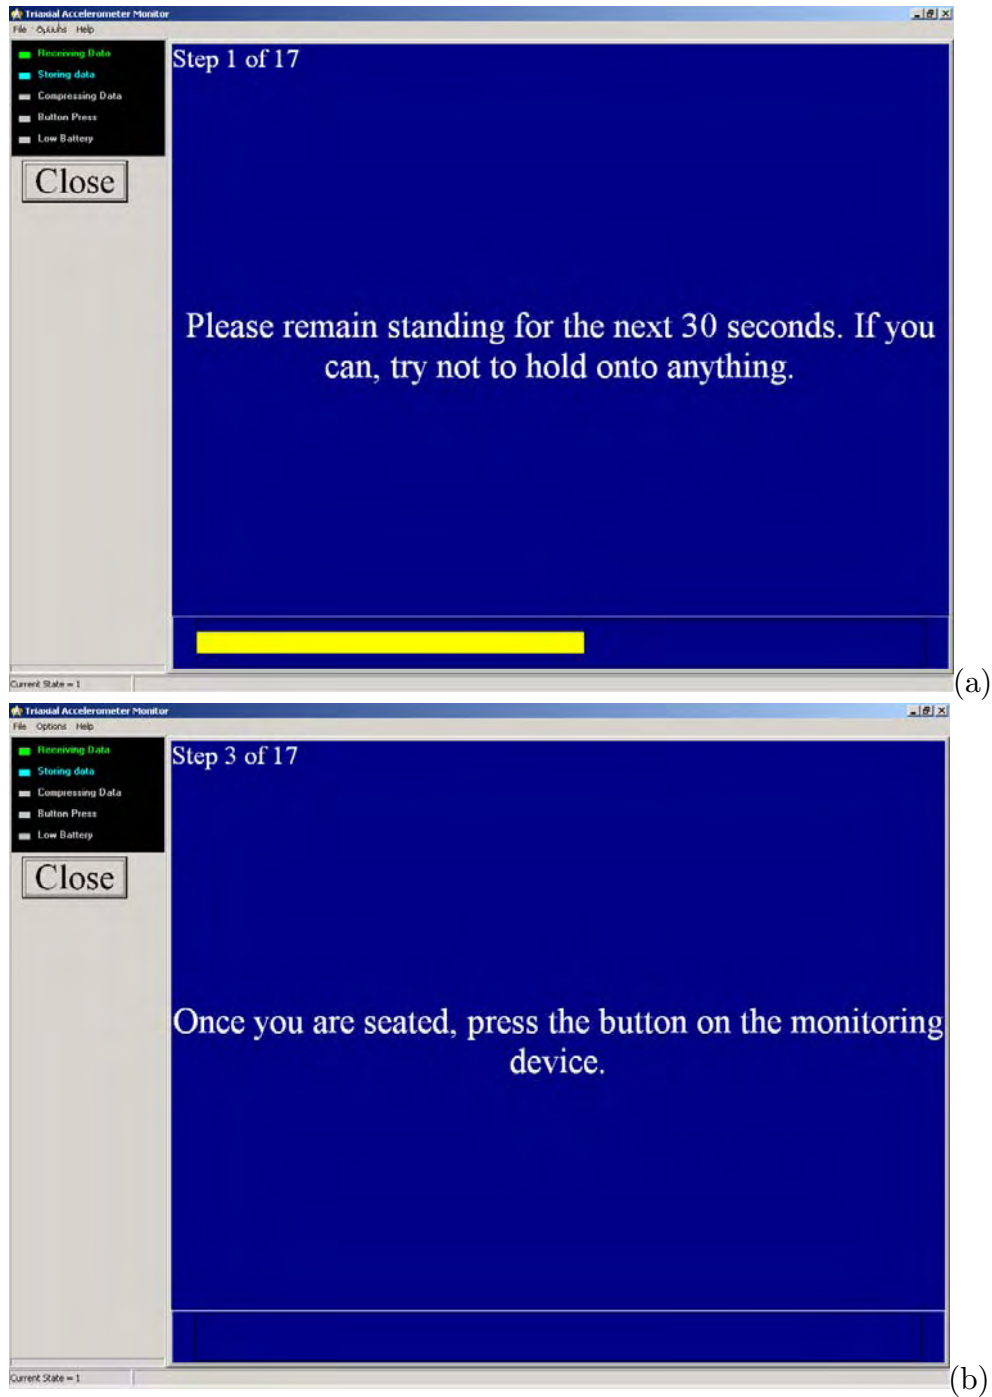 Triaxial Accelerometer Monitor
File Options Help
Receiving Data
Storing data
Compressing Data
Button Press
Low Battery
Close
Step 1 of 17
Please remain standing for the next 30 seconds. If you
can, try not to hold onto anything.
Current State = 1
(a)
Triaxial Accelerometer Monitor
File Options Help
Receiving Data
Storing data
Compressing Data
Button Press
Low Battery
Close
Step 3 of 17
Once you are seated, press the button on the monitoring
device.
Current State = 1
(b)